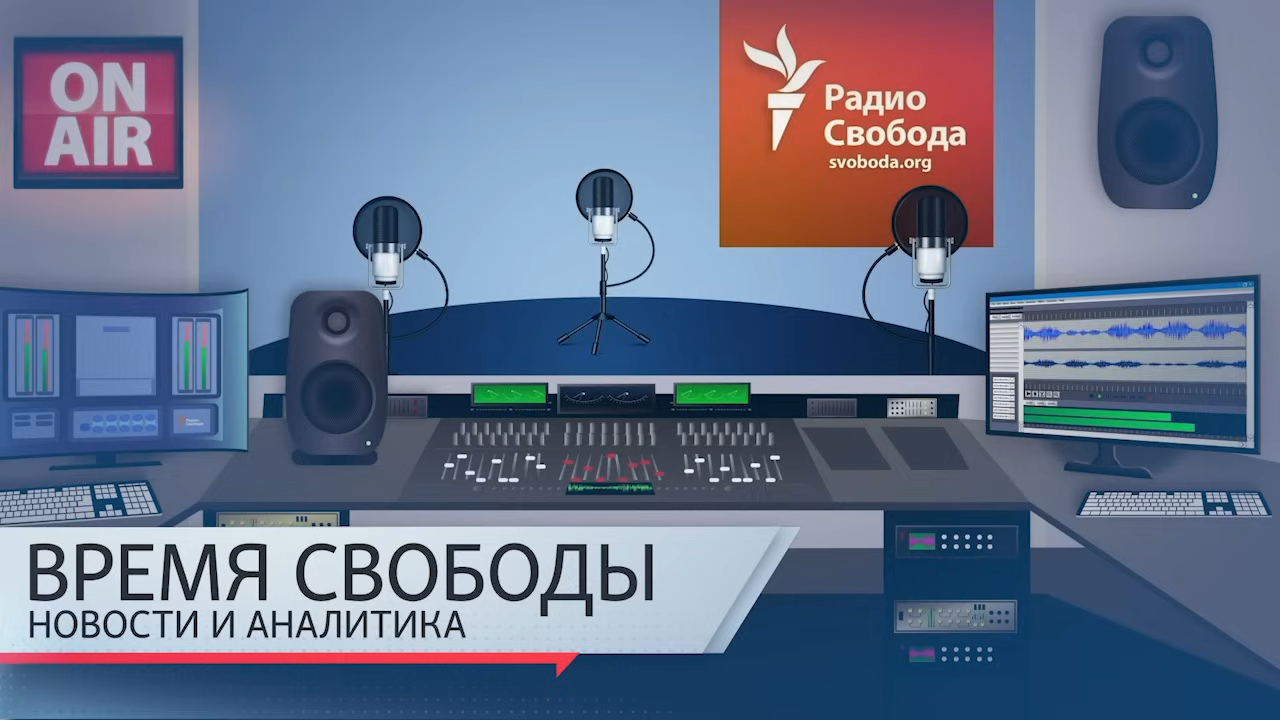 ON
AIR
Радио
Свобода
svoboda.org
ВРЕМЯ СВОБОДЫ
НОВОСТИ И АНАЛИТИКА